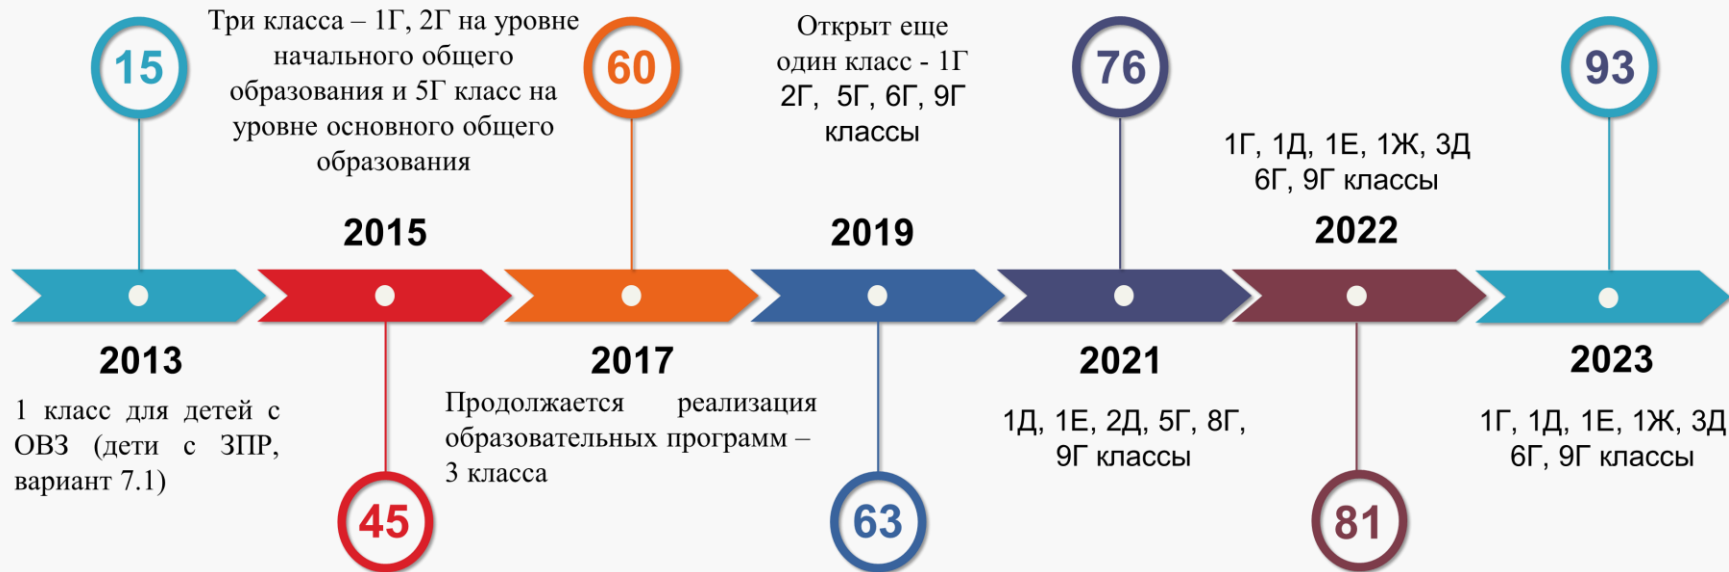 15
Три класса – 1Г, 2Г на уровне
начального общего
образования и 5Г класс на
уровне основного общего
образования
60
Открыт еще
один класс - 1Г
2Г, 5Г, 6Г, 9Г
классы
76
1Г, 1Д, 1Е, 1Ж, 3Д
6Г, 9Г классы
93
2015
2019
2022
2013
2017
2021
2023
1 класс для детей с
ОВЗ (дети с ЗПР,
вариант 7.1)
45
Продолжается реализация
образовательных программ –
3 класса
63
1Д, 1Е, 2Д, 5Г, 8Г,
9Г классы
81
1Г, 1Д, 1Е, 1Ж, 3Д
6Г, 9Г классы